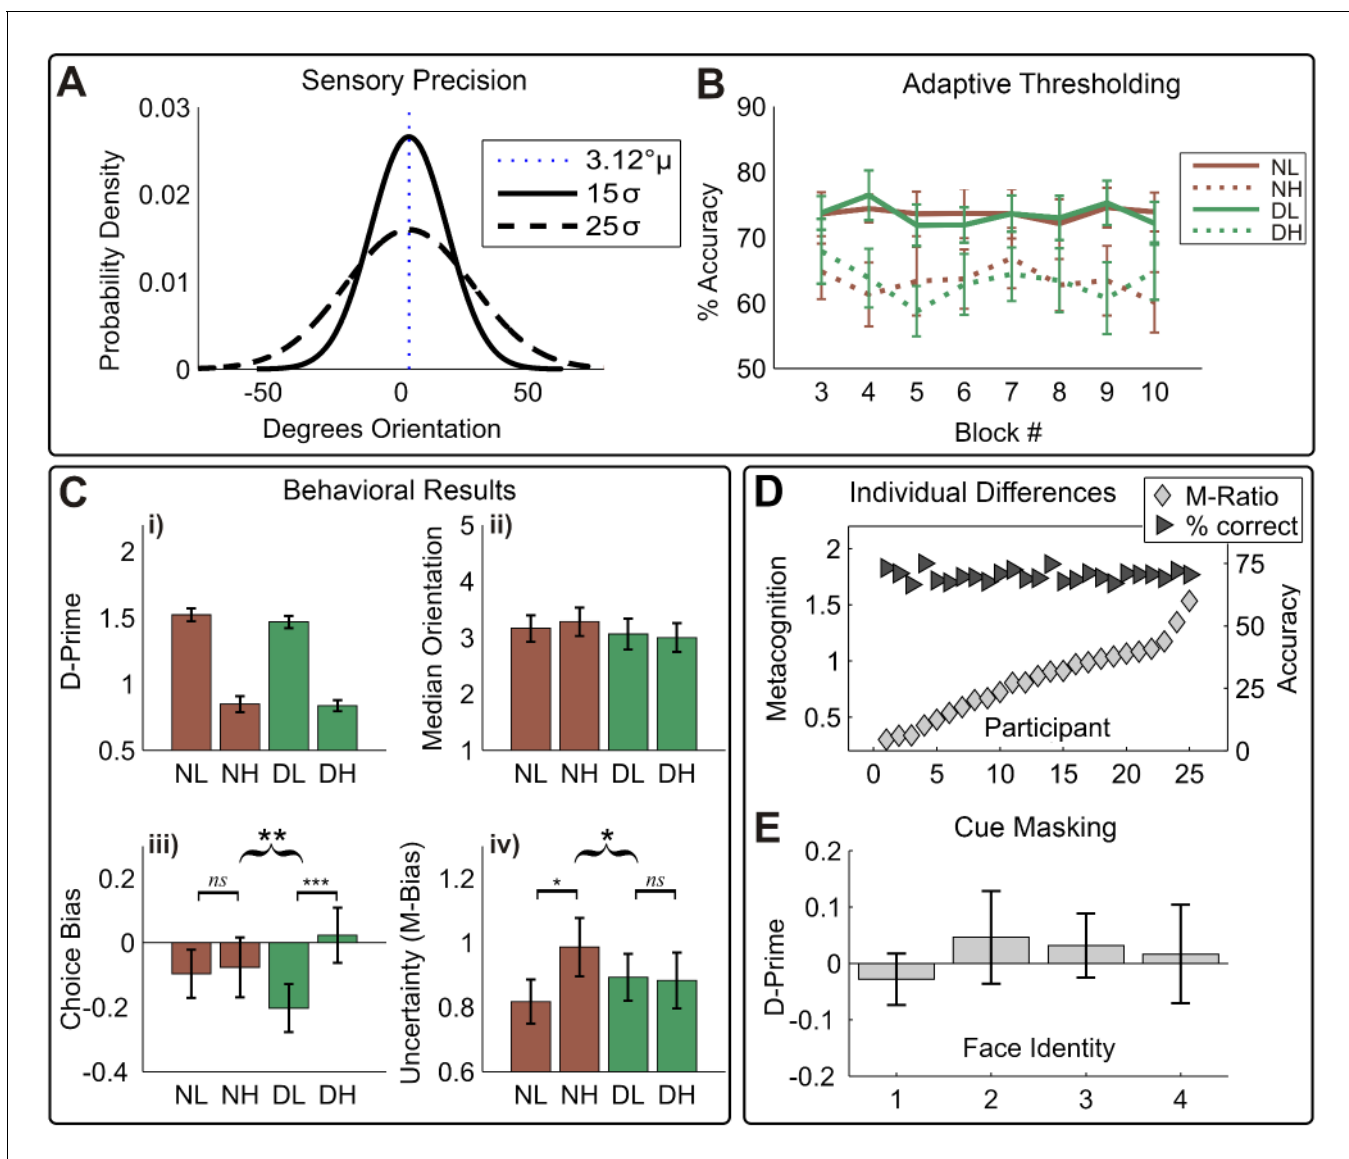 A
Sensory Precision
Probability Density
0.03
0.02
0.01
0
-50
0
50
Degrees Orientation
3.12°μ
15σ
25σ
B
Adaptive Thresholding
% Accuracy
90
80
70
60
50
3 4 5 6 7 8 9 10
Block #
NL
NH
DL
DH
C
Behavioral Results
i)
D-Prime
2
1.5
1
0.5
NL NH DL DH
ii)
Median Orientation
5
4
3
2
1
NL NH DL DH
iii)
**
Choice Bias
ns
***
0.2
0
-0.2
-0.4
NL NH DL DH
iv)
*
Uncertainty (M-Bias)
*
ns
1.2
1
0.8
0.6
NL NH DL DH
D
Individual Differences
M-Ratio
% correct
Metacognition
2
1.5
1
0.5
Accuracy
75
50
25
0
Participant
0 5 10 15 20 25
E
Cue Masking
D-Prime
0.2
0.1
0
-0.1
-0.2
Face Identity
1 2 3 4